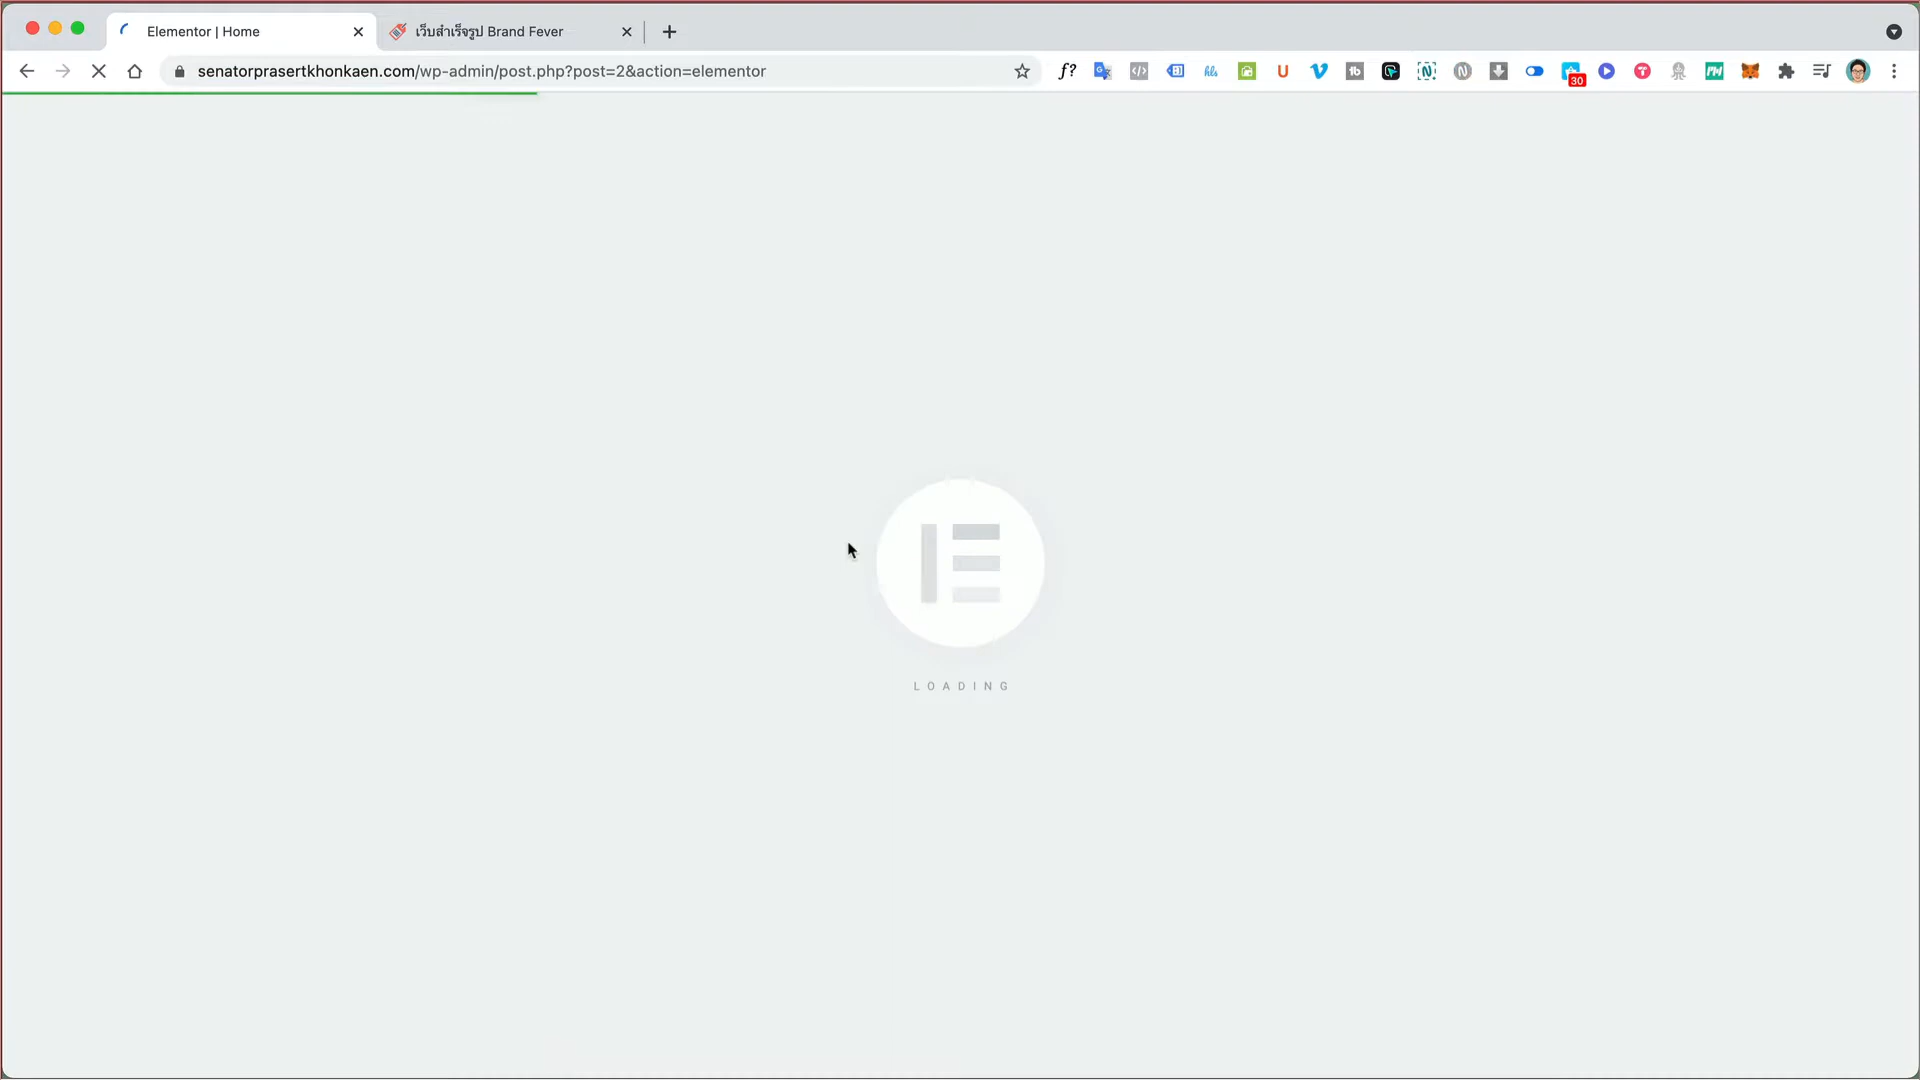 Elementor | Home
เว็บสำเร็จรูป Brand Fever
senatorprasertkhonkaen.com/wp-admin/post.php?post=2&action=elementor
f?
30
LOADING